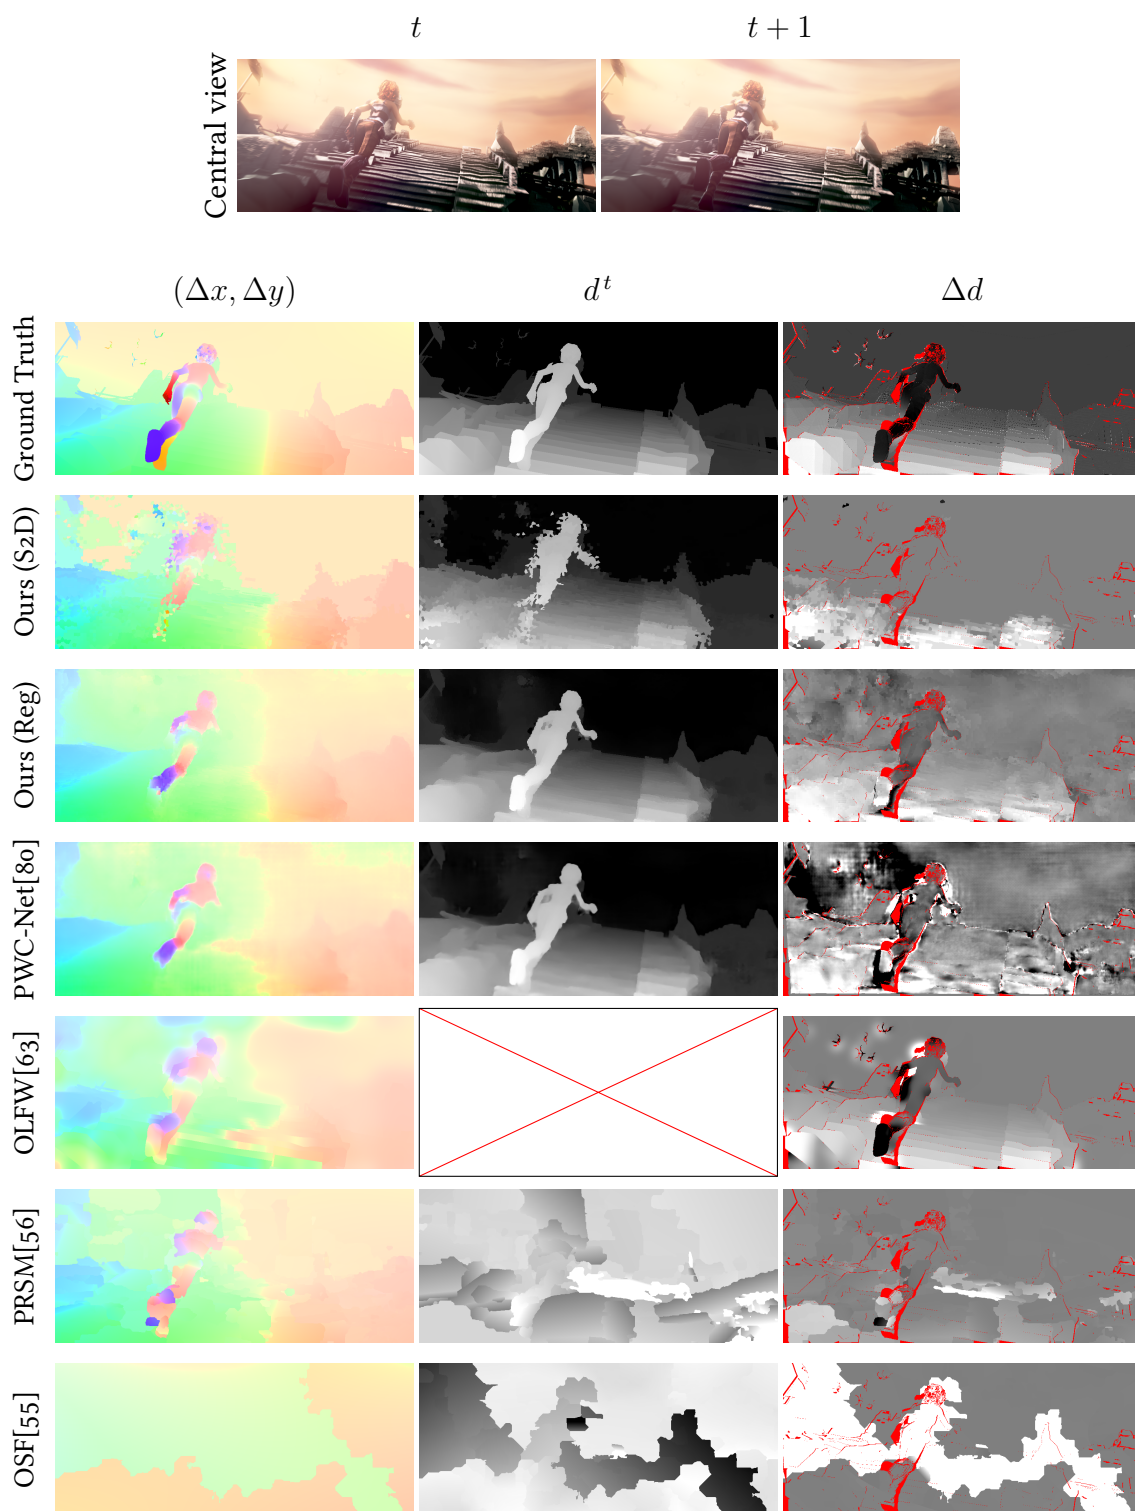 t
t + 1
Central view
(Δx, Δy)
d^t
Δd
Ground Truth
Ours (S2D)
Ours (Reg)
PWC-Net[80]
OLFW[63]
PRSM[56]
OSF[55]